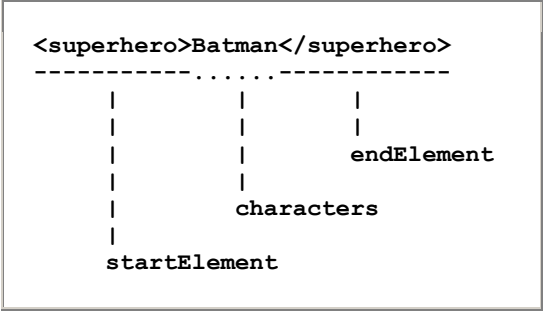 <superhero>Batman</superhero>
-----------......------------
| | |
| | |
| | endElement
| |
| characters
|
startElement